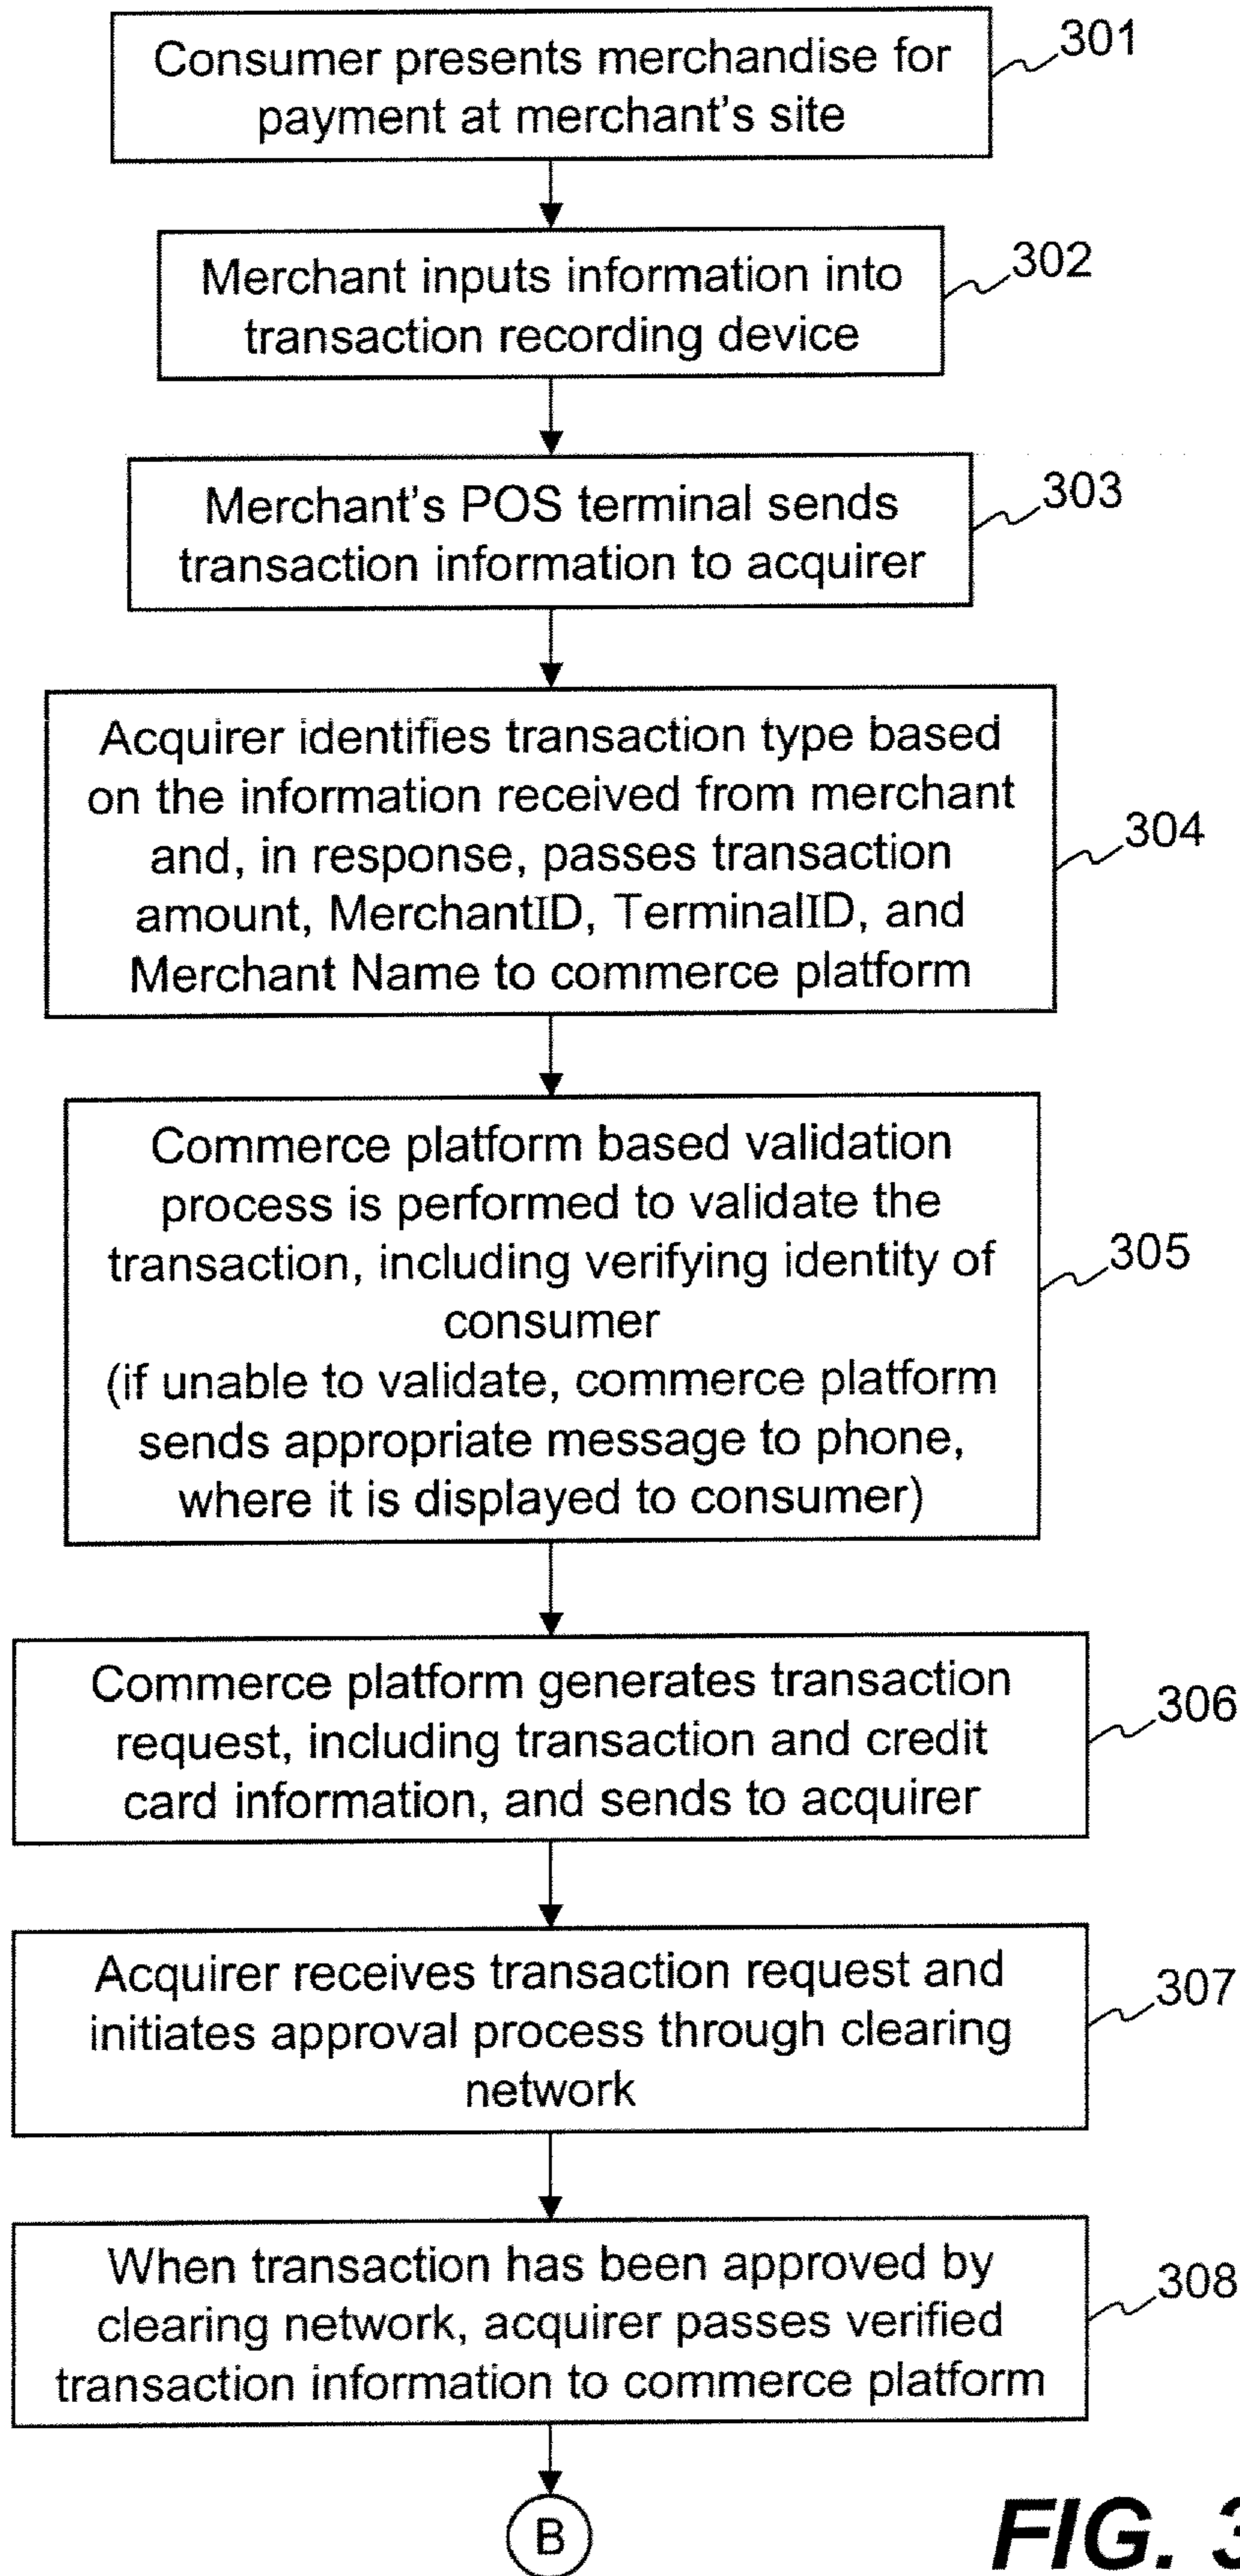 Consumer presents merchandise for
payment at merchant's site
301
Merchant inputs information into
transaction recording device
302
Merchant's POS terminal sends
transaction information to acquirer
303
Acquirer identifies transaction type based
on the information received from merchant
and, in response, passes transaction
amount, MerchantID, TerminalID, and
Merchant Name to commerce platform
304
Commerce platform based validation
process is performed to validate the
transaction, including verifying identity of
consumer
(if unable to validate, commerce platform
sends appropriate message to phone,
where it is displayed to consumer)
305
Commerce platform generates transaction
request, including transaction and credit
card information, and sends to acquirer
306
Acquirer receives transaction request and
initiates approval process through clearing
network
307
When transaction has been approved by
clearing network, acquirer passes verified
transaction information to commerce platform
308
B
FIG. 3